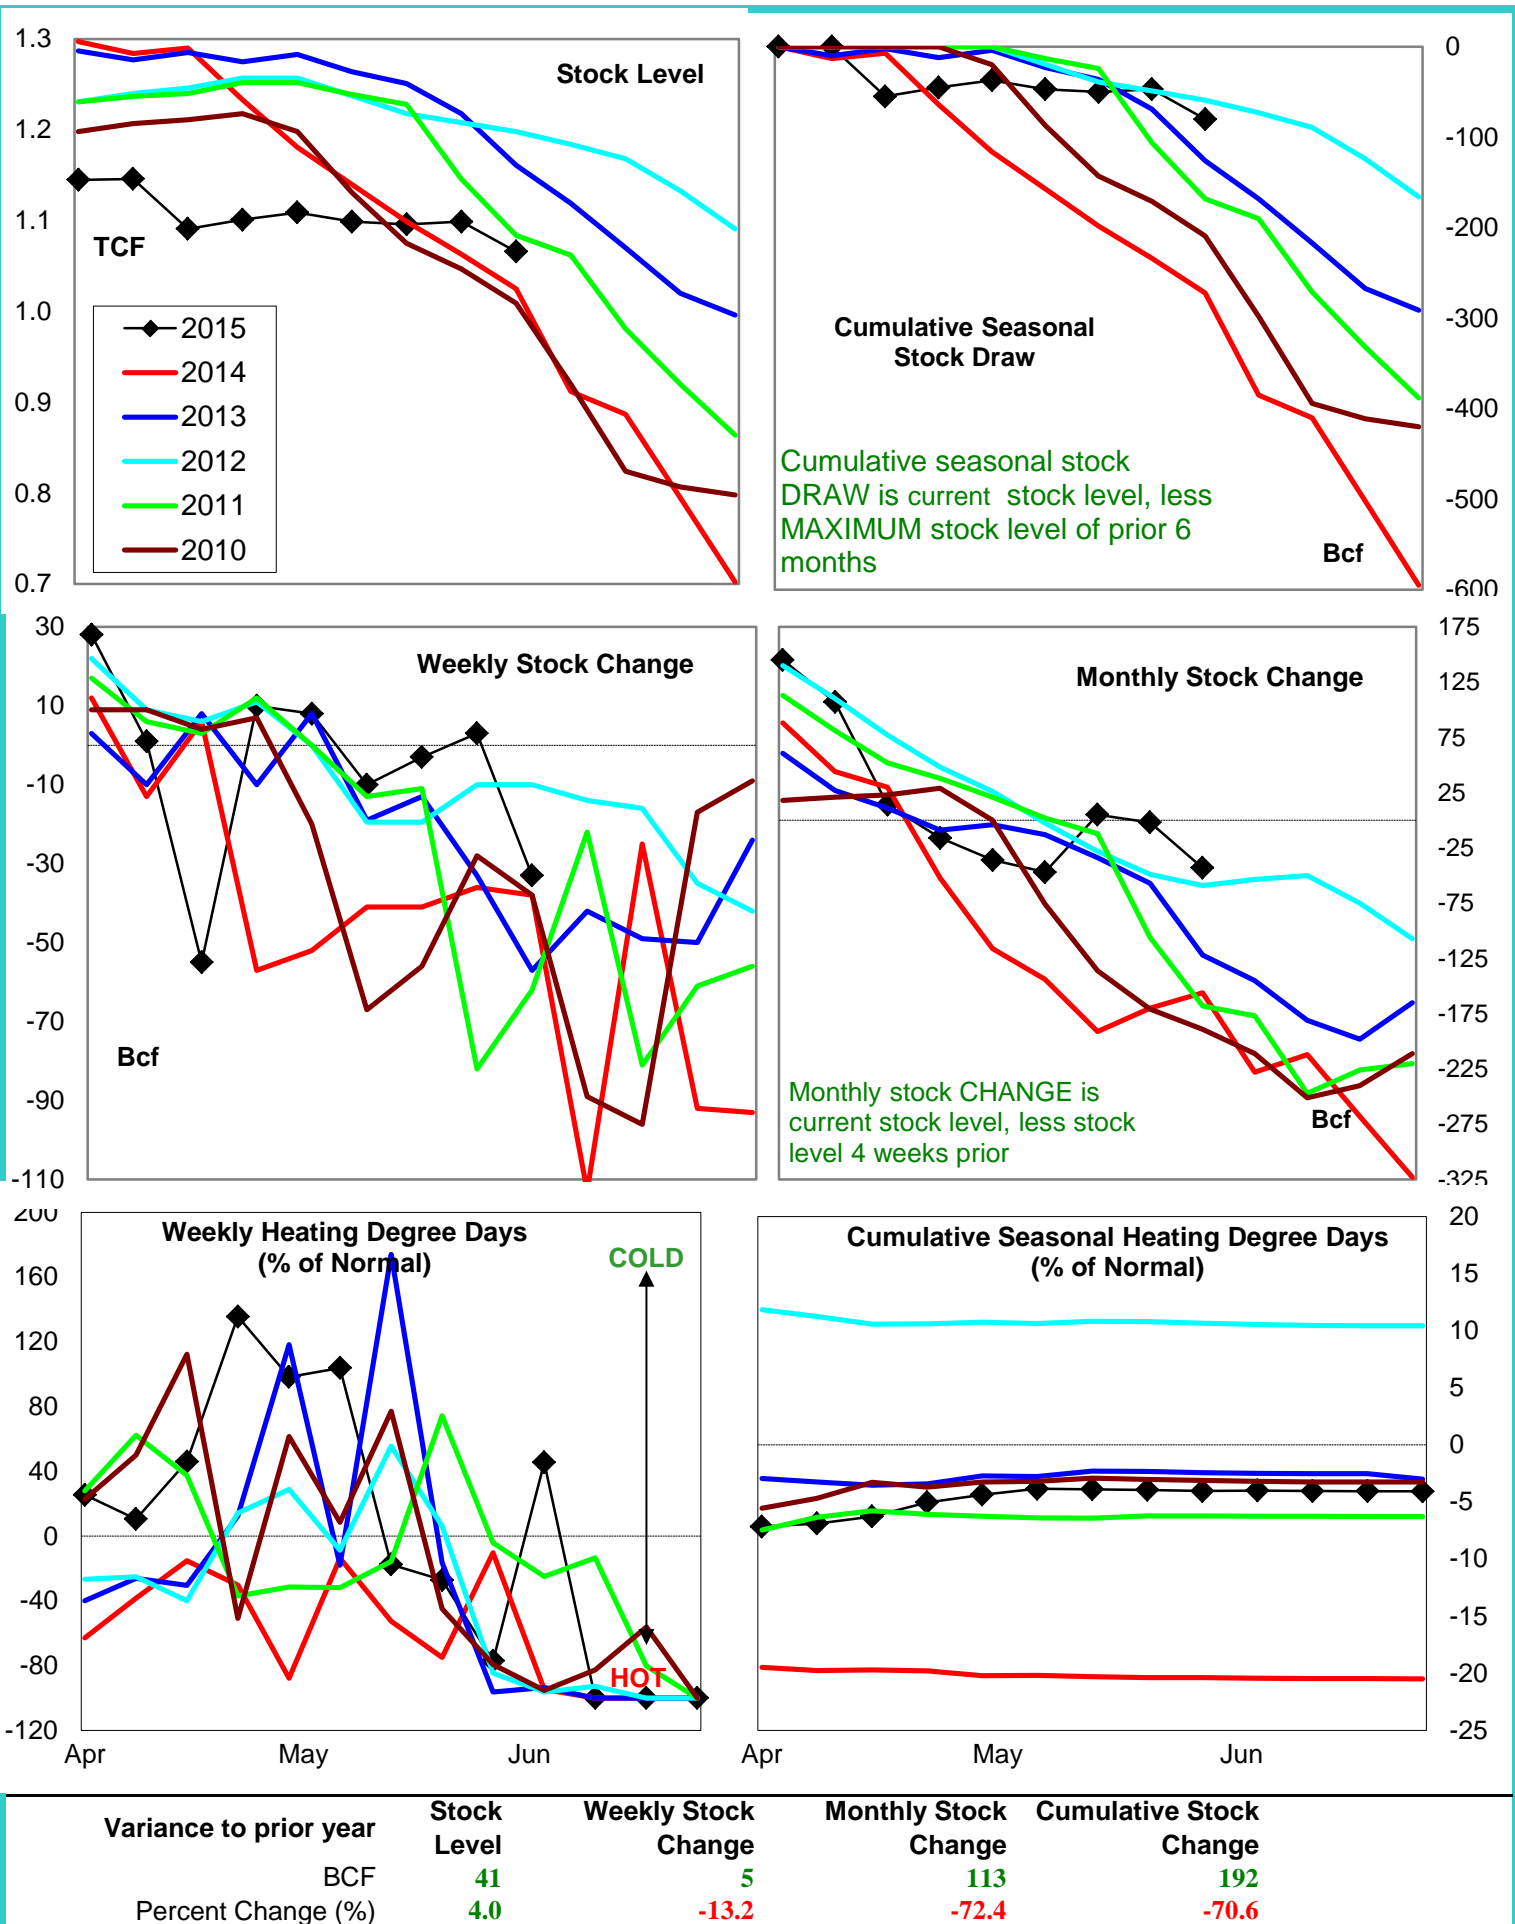 1.3
1.2
1.1
1.0
0.9
0.8
0.7
Stock Level
TCF
2015
2014
2013
2012
2011
2010
0
-100
-200
-300
-400
-500
-600
Cumulative Seasonal
Stock Draw
Cumulative seasonal stock
DRAW is current stock level, less
MAXIMUM stock level of prior 6
months
Bcf
30
10
-10
-30
-50
-70
-90
-110
Weekly Stock Change
Bcf
175
125
75
25
-25
-75
-125
-175
-225
-275
-325
Monthly Stock Change
Monthly stock CHANGE is
current stock level, less stock
level 4 weeks prior
Bcf
200
160
120
80
40
0
-40
-80
-120
Weekly Heating Degree Days
(% of Normal)
COLD
HOT
Apr May Jun
20
15
10
5
0
-5
-10
-15
-20
-25
Cumulative Seasonal Heating Degree Days
(% of Normal)
Apr May Jun
Variance to prior year
Stock
Level
Weekly Stock
Change
Monthly Stock
Change
Cumulative Stock
Change
BCF 41 5 113 192
Percent Change (%) 4.0 -13.2 -72.4 -70.6